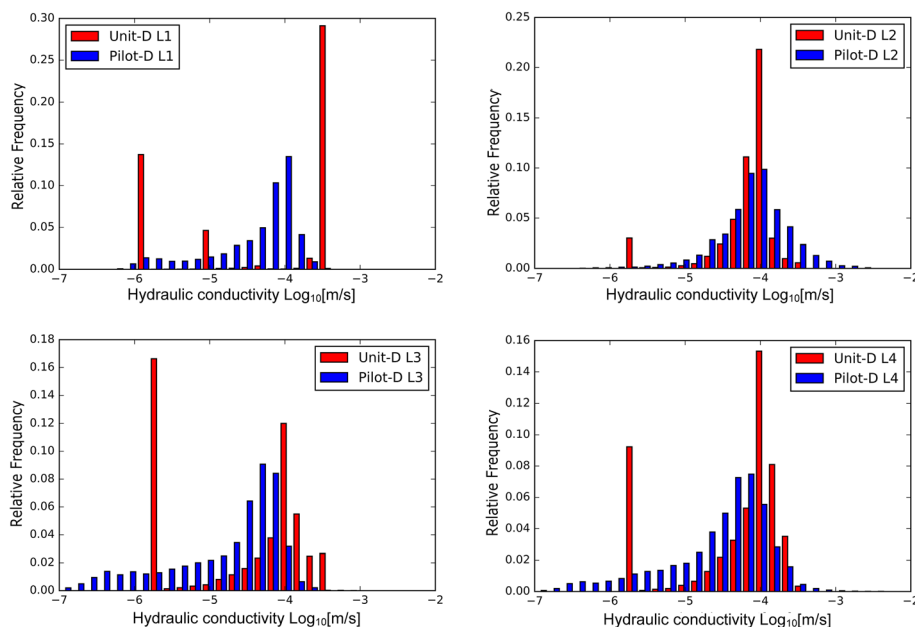 0.30
0.25
0.20
0.15
0.10
0.05
0.00
Relative Frequency
Unit-D L1
Pilot-D L1
−7 −6 −5 −4 −3 −2
Hydraulic conductivity Log10[m/s]
0.25
0.20
0.15
0.10
0.05
0.00
Relative Frequency
Unit-D L2
Pilot-D L2
−7 −6 −5 −4 −3 −2
Hydraulic conductivity Log10[m/s]
0.18
0.16
0.14
0.12
0.10
0.08
0.06
0.04
0.02
0.00
Relative Frequency
Unit-D L3
Pilot-D L3
−7 −6 −5 −4 −3 −2
Hydraulic conductivity Log10[m/s]
0.16
0.14
0.12
0.10
0.08
0.06
0.04
0.02
0.00
Relative Frequency
Unit-D L4
Pilot-D L4
−7 −6 −5 −4 −3 −2
Hydraulic conductivity Log10[m/s]